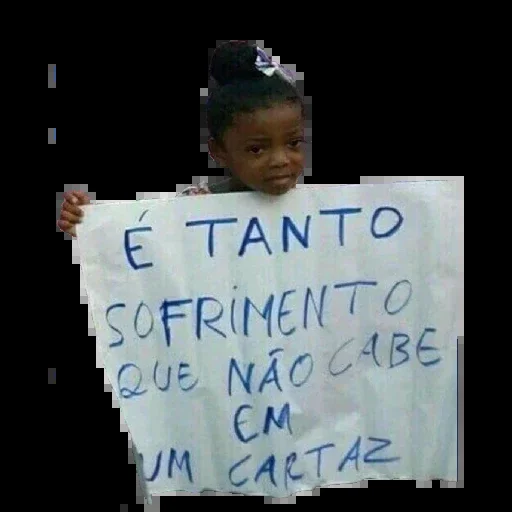 É TANTO
SOFRIMENTO
QUE NÃO CABE
EM
UM CARTAZ